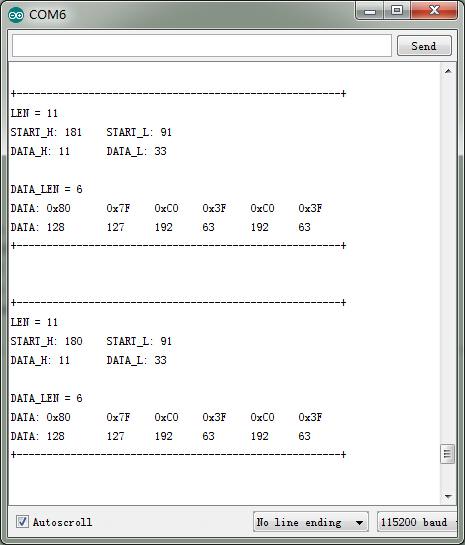 COM6
Send
+------------------------------------------------------+
LEN = 11
START_H: 181 START_L: 91
DATA_H: 11 DATA_L: 33
DATA_LEN = 6
DATA: 0x80 0x7F 0xC0 0x3F 0xC0 0x3F
DATA: 128 127 192 63 192 63
+------------------------------------------------------+
+------------------------------------------------------+
LEN = 11
START_H: 180 START_L: 91
DATA_H: 11 DATA_L: 33
DATA_LEN = 6
DATA: 0x80 0x7F 0xC0 0x3F 0xC0 0x3F
DATA: 128 127 192 63 192 63
+------------------------------------------------------+
Autoscroll No line ending 115200 baud